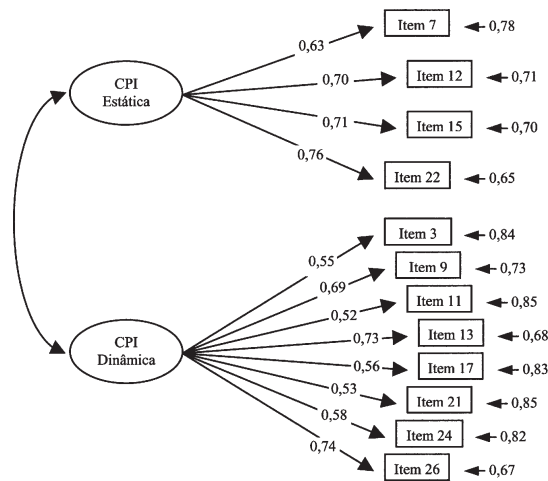 CPI
Estática
0,63
Item 7
0,78
0,70
Item 12
0,71
0,71
Item 15
0,70
0,76
Item 22
0,65
CPI
Dinâmica
0,55
Item 3
0,84
0,69
Item 9
0,73
0,52
Item 11
0,85
0,73
Item 13
0,68
0,56
Item 17
0,83
0,53
Item 21
0,85
0,58
Item 24
0,82
0,74
Item 26
0,67